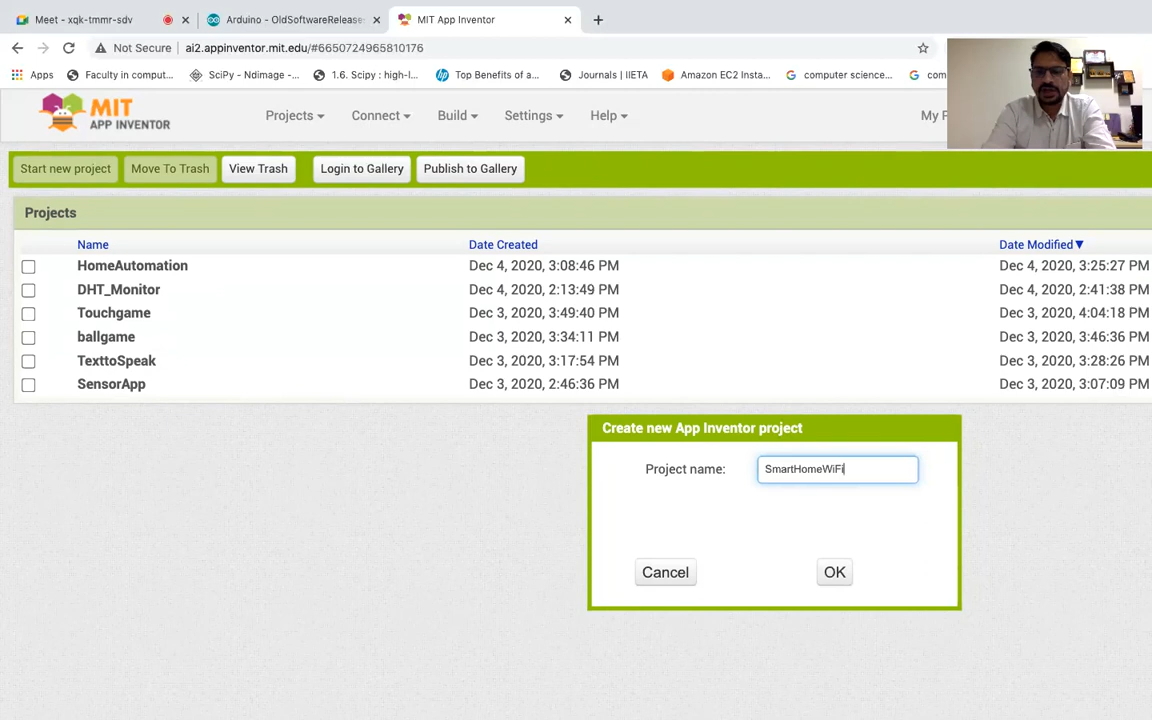 Meet - xqk-tmmr-sdv
Arduino - OldSoftwareRelease
MIT App Inventor
Not Secure
ai2.appinventor.mit.edu/#6650724965810176
Apps
Faculty in comput...
SciPy - Ndimage -...
1.6. Scipy : high-l...
Top Benefits of a...
Journals | IIETA
Amazon EC2 Insta...
computer science...
com
MIT
APP INVENTOR
Projects
Connect
Build
Settings
Help
My
Start new project
Move To Trash
View Trash
Login to Gallery
Publish to Gallery
Projects
Name
Date Created
Date Modified
HomeAutomation
Dec 4, 2020, 3:08:46 PM
Dec 4, 2020, 3:25:27 PM
DHT_Monitor
Dec 4, 2020, 2:13:49 PM
Dec 4, 2020, 2:41:38 PM
Touchgame
Dec 3, 2020, 3:49:40 PM
Dec 3, 2020, 4:04:18 PM
ballgame
Dec 3, 2020, 3:34:11 PM
Dec 3, 2020, 3:46:36 PM
TexttoSpeak
Dec 3, 2020, 3:17:54 PM
Dec 3, 2020, 3:28:26 PM
SensorApp
Dec 3, 2020, 2:46:36 PM
Dec 3, 2020, 3:07:09 PM
Create new App Inventor project
Project name:
SmartHomeWiFi
Cancel
OK